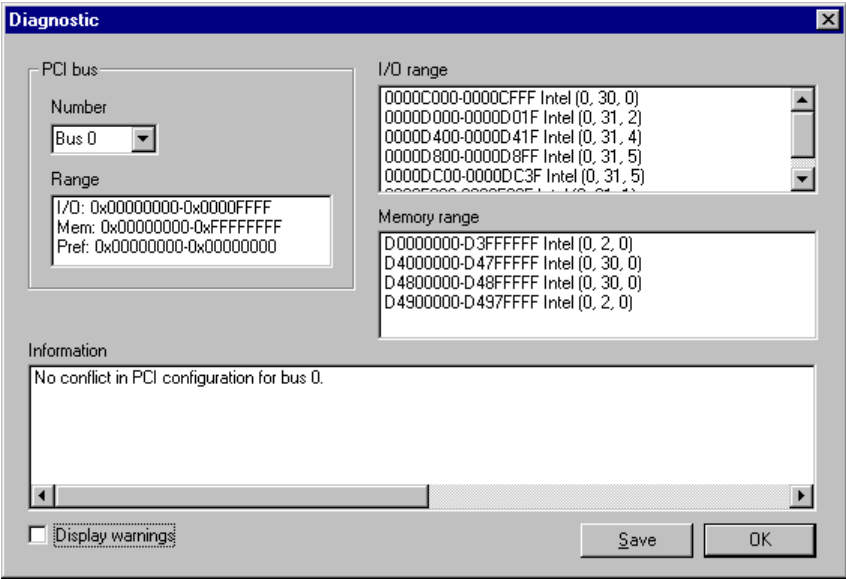 Diagnostic
PCI bus
Number
Bus 0
Range
I/O: 0x00000000-0x0000FFFF
Mem: 0x00000000-0xFFFFFFFF
Pref: 0x00000000-0x00000000
I/O range
0000C000-0000CFFF Intel (0, 30, 0)
0000D000-0000D01F Intel (0, 31, 2)
0000D400-0000D41F Intel (0, 31, 4)
0000D800-0000D8FF Intel (0, 31, 5)
0000DC00-0000DC3F Intel (0, 31, 5)
Memory range
D0000000-D3FFFFFF Intel (0, 2, 0)
D4000000-D47FFFFF Intel (0, 30, 0)
D4800000-D48FFFFF Intel (0, 30, 0)
D4900000-D497FFFF Intel (0, 2, 0)
Information
No conflict in PCI configuration for bus 0.
Display warnings
Save
OK